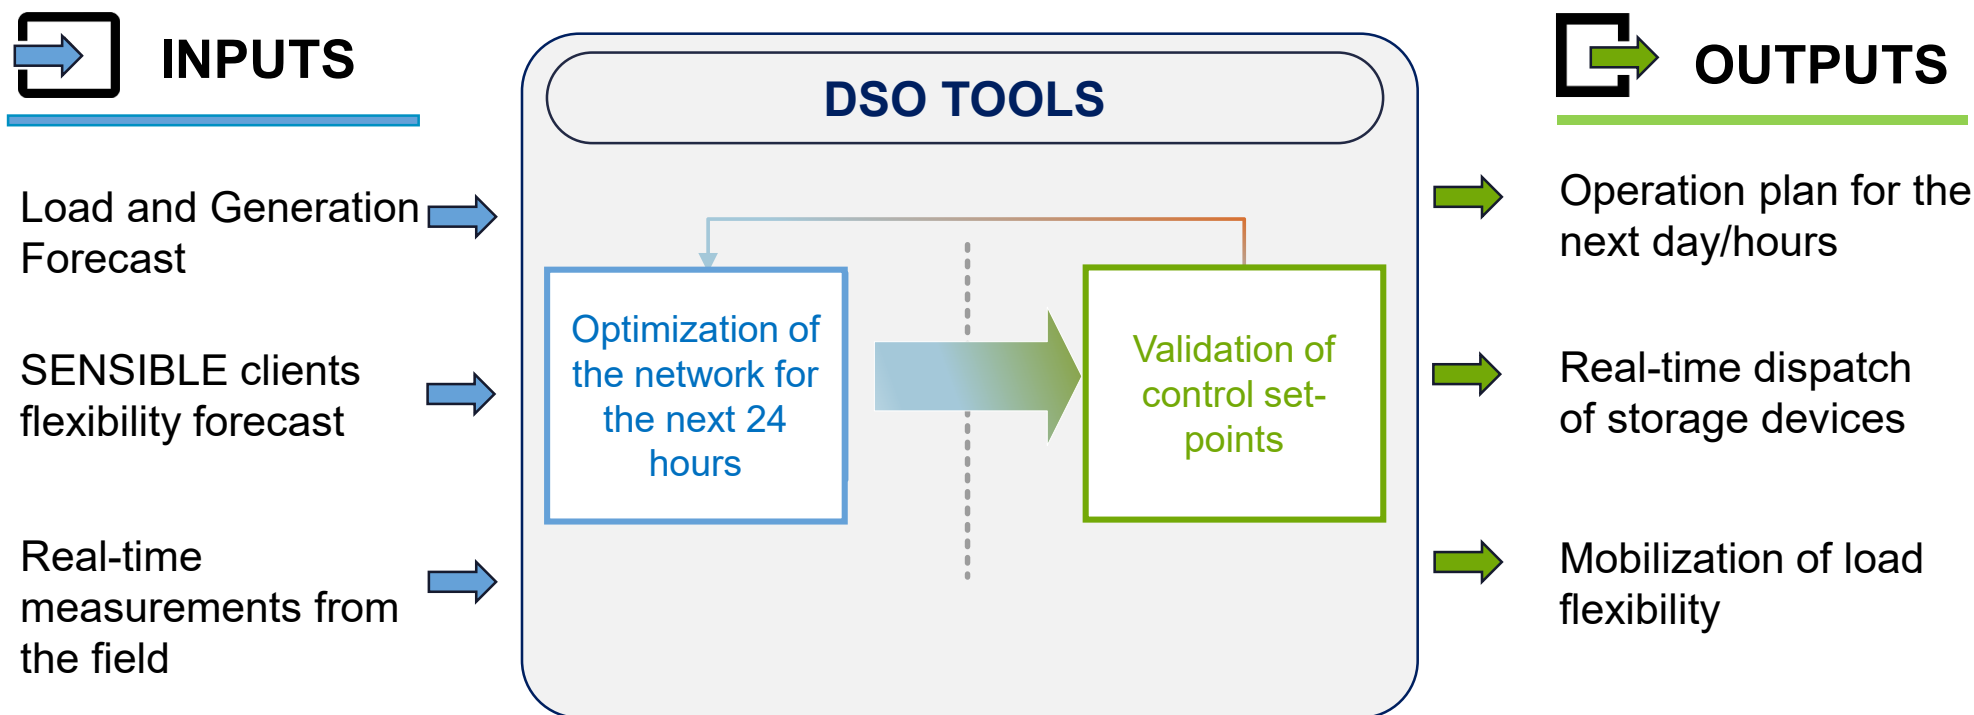 INPUTS
Load and Generation
Forecast
SENSIBLE clients
flexibility forecast
Real-time
measurements from
the field
DSO TOOLS
Optimization of
the network for
the next 24
hours
Validation of
control set-
points
OUTPUTS
Operation plan for the
next day/hours
Real-time dispatch
of storage devices
Mobilization of load
flexibility